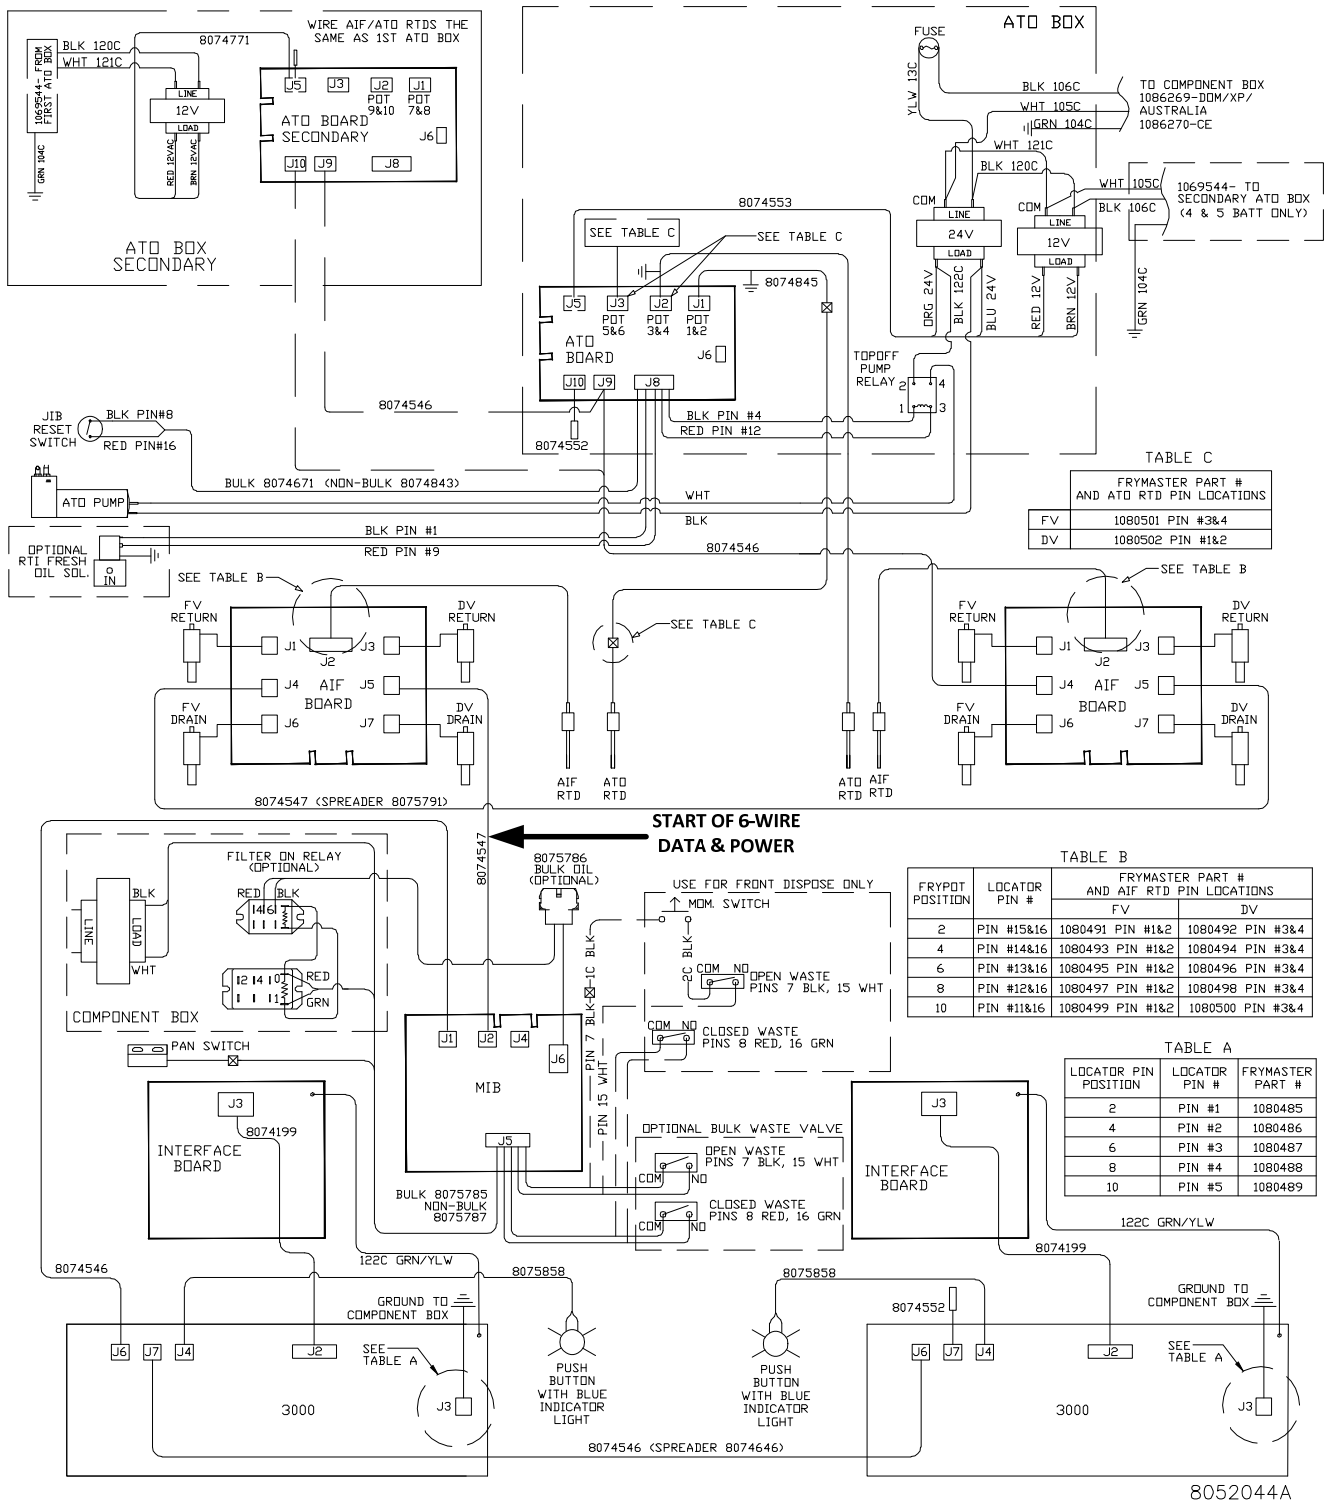 WIRE AIF/ATO RTDS THE
SAME AS 1ST ATO BOX
8074771
BLK 120C
WHT 121C
1069544- FROM
FIRST ATO BOX
GRN 104C
LINE
12V
LOAD
RED 12VAC
BRN 12VAC
J5
J3
J2
J1
POT
9&10
POT
7&8
ATO BOARD
SECONDARY
J6
J10
J9
J8
ATO BOX
SECONDARY
ATO BOX
FUSE
YLW 13C
BLK 106C
WHT 105C
GRN 104C
TO COMPONENT BOX
1086269-DOM/XP/
AUSTRALIA
1086270-CE
WHT 121C
BLK 120C
WHT 105C
BLK 106C
1069544- TO
SECONDARY ATO BOX
(4 & 5 BATT ONLY)
GRN 104C
COM
LINE
24V
LOAD
COM
LINE
12V
LOAD
ORG 24V
BLK 122C
BLU 24V
RED 12V
BRN 12V
8074553
SEE TABLE C
SEE TABLE C
8074845
J5
J3
J2
J1
POT
5&6
POT
3&4
POT
1&2
ATO
BOARD
J6
J10
J9
J8
TOPOFF
PUMP
RELAY
2
4
1
3
8074546
8074552
BLK PIN #4
RED PIN #12
JIB
RESET
SWITCH
BLK PIN#8
RED PIN#16
BULK 8074671 (NON-BULK 8074843)
ATO PUMP
WHT
BLK
OPTIONAL
RTI FRESH
OIL SOL.
IN
BLK PIN #1
RED PIN #9
8074546
TABLE C
FRYMASTER PART #
AND ATO RTD PIN LOCATIONS
FV 1080501 PIN #3&4
DV 1080502 PIN #1&2
SEE TABLE B
FV
RETURN
DV
RETURN
J1
J2
J3
J4
AIF
BOARD
J5
J6
J7
FV
DRAIN
DV
DRAIN
SEE TABLE C
AIF
RTD
ATO
RTD
ATO
RTD
AIF
RTD
SEE TABLE B
FV
RETURN
DV
RETURN
J1
J2
J3
J4
AIF
BOARD
J5
J6
J7
FV
DRAIN
DV
DRAIN
8074547 (SPREADER 8075791)
START OF 6-WIRE
DATA & POWER
8074547
FILTER ON RELAY
(OPTIONAL)
RED
BLK
4
6
BLK
LINE
LOAD
WHT
2
4
1
0
1
RED
GRN
COMPONENT BOX
8075786
BULK OIL
(OPTIONAL)
USE FOR FRONT DISPOSE ONLY
MOM. SWITCH
1C BLK
2C BLK
COM NO
OPEN WASTE
PINS 7 BLK, 15 WHT
COM NO
CLOSED WASTE
PINS 8 RED, 16 GRN
PIN 7 BLK
PIN 15 WHT
TABLE B
FRYPOT
POSITION
LOCATOR
PIN #
FRYMASTER PART #
AND AIF RTD PIN LOCATIONS
FV DV
2 PIN #15&16 1080491 PIN #1&2 1080492 PIN #3&4
4 PIN #14&16 1080493 PIN #1&2 1080494 PIN #3&4
6 PIN #13&16 1080495 PIN #1&2 1080496 PIN #3&4
8 PIN #12&16 1080497 PIN #1&2 1080498 PIN #3&4
10 PIN #11&16 1080499 PIN #1&2 1080500 PIN #3&4
PAN SWITCH
J1
J2
J4
J6
MIB
J5
J3
8074199
INTERFACE
BOARD
BULK 8075785
NON-BULK
8075787
OPTIONAL BULK WASTE VALVE
OPEN WASTE
PINS 7 BLK, 15 WHT
COM
NO
CLOSED WASTE
PINS 8 RED, 16 GRN
COM
NO
J3
INTERFACE
BOARD
TABLE A
LOCATOR PIN
POSITION
LOCATOR
PIN #
FRYMASTER
PART #
2 PIN #1 1080485
4 PIN #2 1080486
6 PIN #3 1080487
8 PIN #4 1080488
10 PIN #5 1080489
122C GRN/YLW
122C GRN/YLW
8074199
8074546
8075858
8075858
GROUND TO
COMPONENT BOX
8074552
GROUND TO
COMPONENT BOX
J6
J7
J4
J2
SEE
TABLE A
J3
3000
PUSH
BUTTON
WITH BLUE
INDICATOR
LIGHT
PUSH
BUTTON
WITH BLUE
INDICATOR
LIGHT
J6
J7
J4
J2
SEE
TABLE A
J3
3000
8074546 (SPREADER 8074646)
8052044A